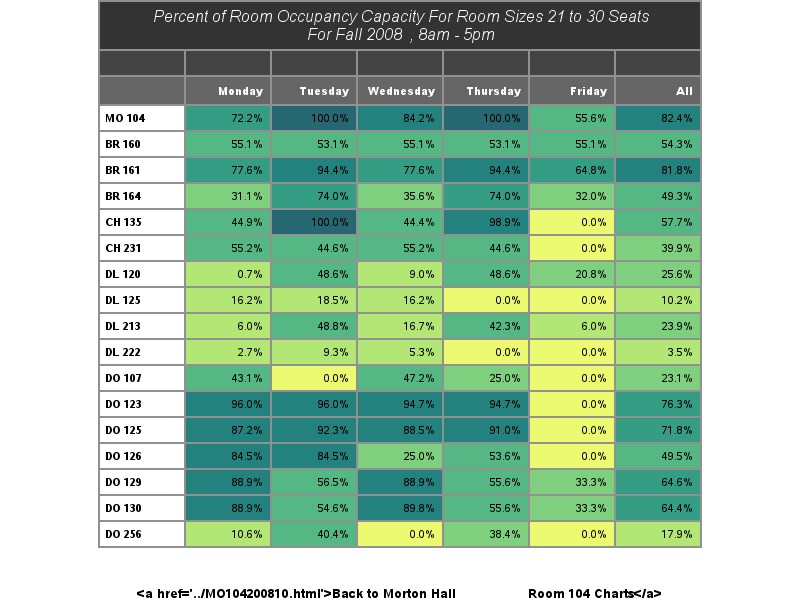 Percent of Room Occupancy Capacity For Room Sizes 21 to 30 Seats
For Fall 2008 , 8am - 5pm
Monday Tuesday Wednesday Thursday Friday All
MO 104 72.2% 100.0% 84.2% 100.0% 55.6% 82.4%
BR 160 55.1% 53.1% 55.1% 53.1% 55.1% 54.3%
BR 161 77.6% 94.4% 77.6% 94.4% 64.8% 81.8%
BR 164 31.1% 74.0% 35.6% 74.0% 32.0% 49.3%
CH 135 44.9% 100.0% 44.4% 98.9% 0.0% 57.7%
CH 231 55.2% 44.6% 55.2% 44.6% 0.0% 39.9%
DL 120 0.7% 48.6% 9.0% 48.6% 20.8% 25.6%
DL 125 16.2% 18.5% 16.2% 0.0% 0.0% 10.2%
DL 213 6.0% 48.8% 16.7% 42.3% 6.0% 23.9%
DL 222 2.7% 9.3% 5.3% 0.0% 0.0% 3.5%
DO 107 43.1% 0.0% 47.2% 25.0% 0.0% 23.1%
DO 123 96.0% 96.0% 94.7% 94.7% 0.0% 76.3%
DO 125 87.2% 92.3% 88.5% 91.0% 0.0% 71.8%
DO 126 84.5% 84.5% 25.0% 53.6% 0.0% 49.5%
DO 129 88.9% 56.5% 88.9% 55.6% 33.3% 64.6%
DO 130 88.9% 54.6% 89.8% 55.6% 33.3% 64.4%
DO 256 10.6% 40.4% 0.0% 38.4% 0.0% 17.9%
<a href='../MO104200810.html'>Back to Morton Hall Room 104 Charts</a>